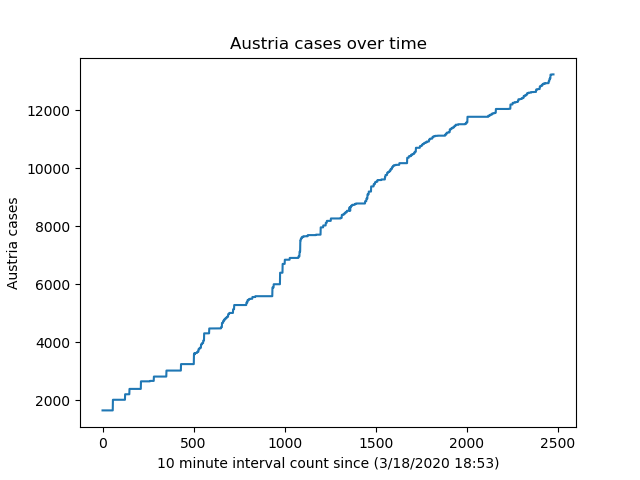 Austria cases over time
Austria cases
12000
10000
8000
6000
4000
2000
0 500 1000 1500 2000 2500
10 minute interval count since (3/18/2020 18:53)